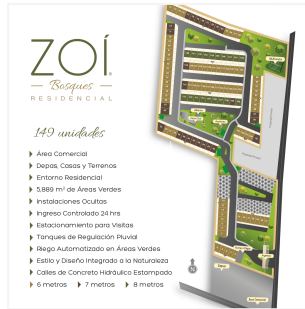 ZOÍ
Bosques
RESIDENCIAL
149 unidades
Área Comercial
Depas, Casas y Terrenos
Entorno Residencial
5,889 m² de Áreas Verdes
Instalaciones Ocultas
Ingreso Controlado 24 hrs
Estacionamiento para Visitas
Tanques de Regulación Pluvial
Riego Automatizado en Áreas Verdes
Estilo y Diseño Integrado a la Naturaleza
Calles de Concreto Hidráulico Estampado
6 metros 7 metros 8 metros
N